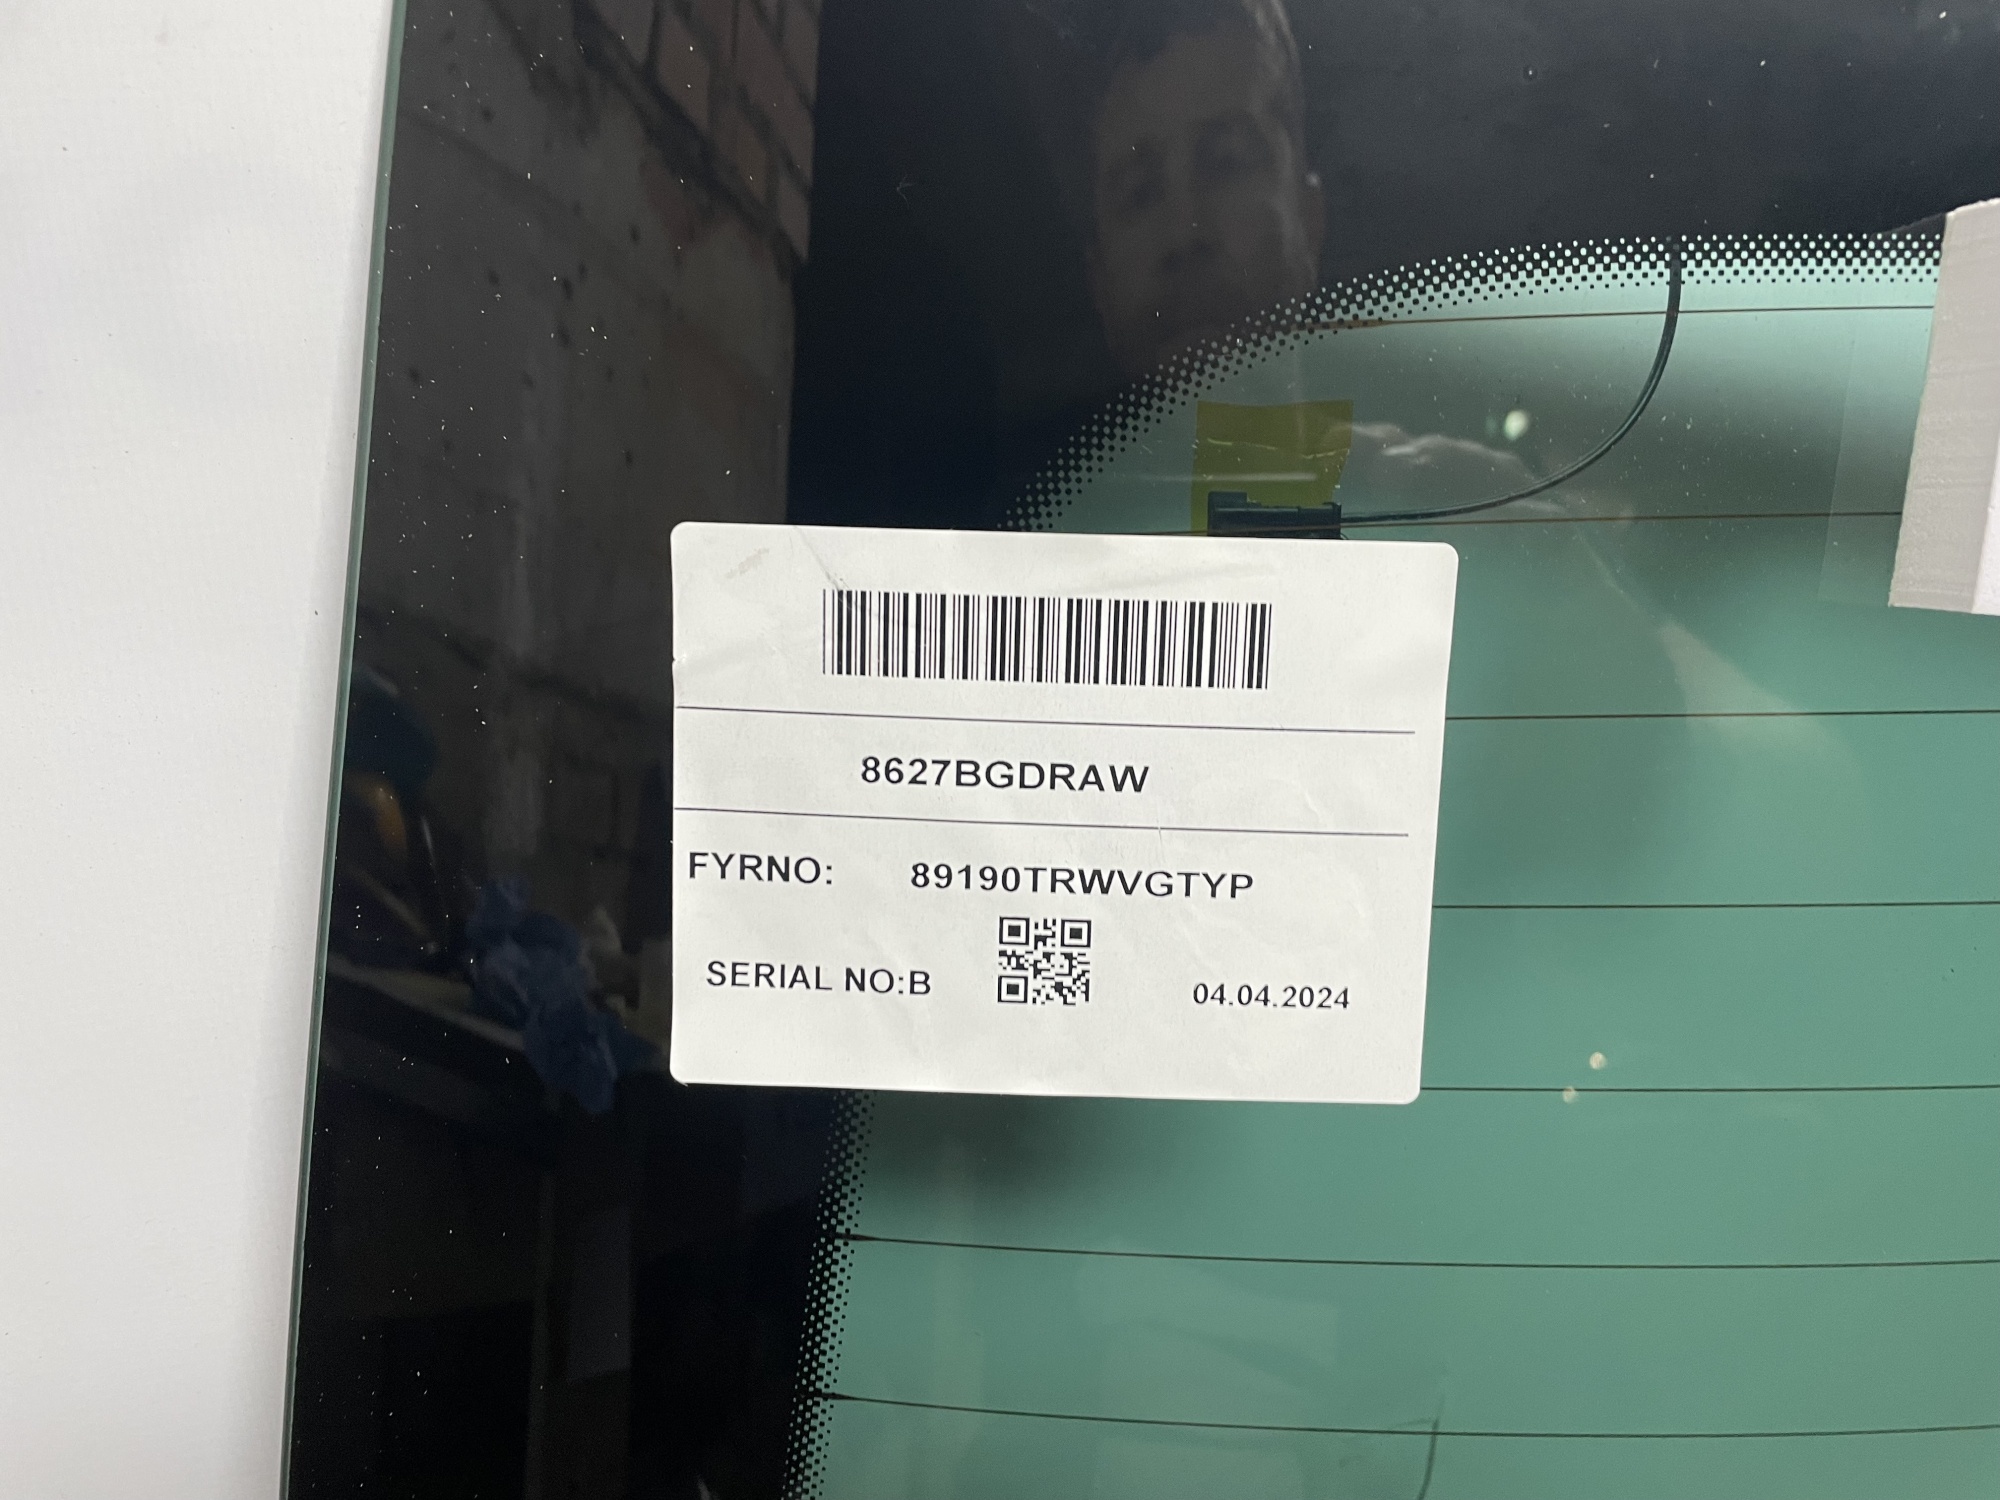 8627BGDRAW
FYRNO: 89190TRWVGTYP
SERIAL NO:B 04.04.2024